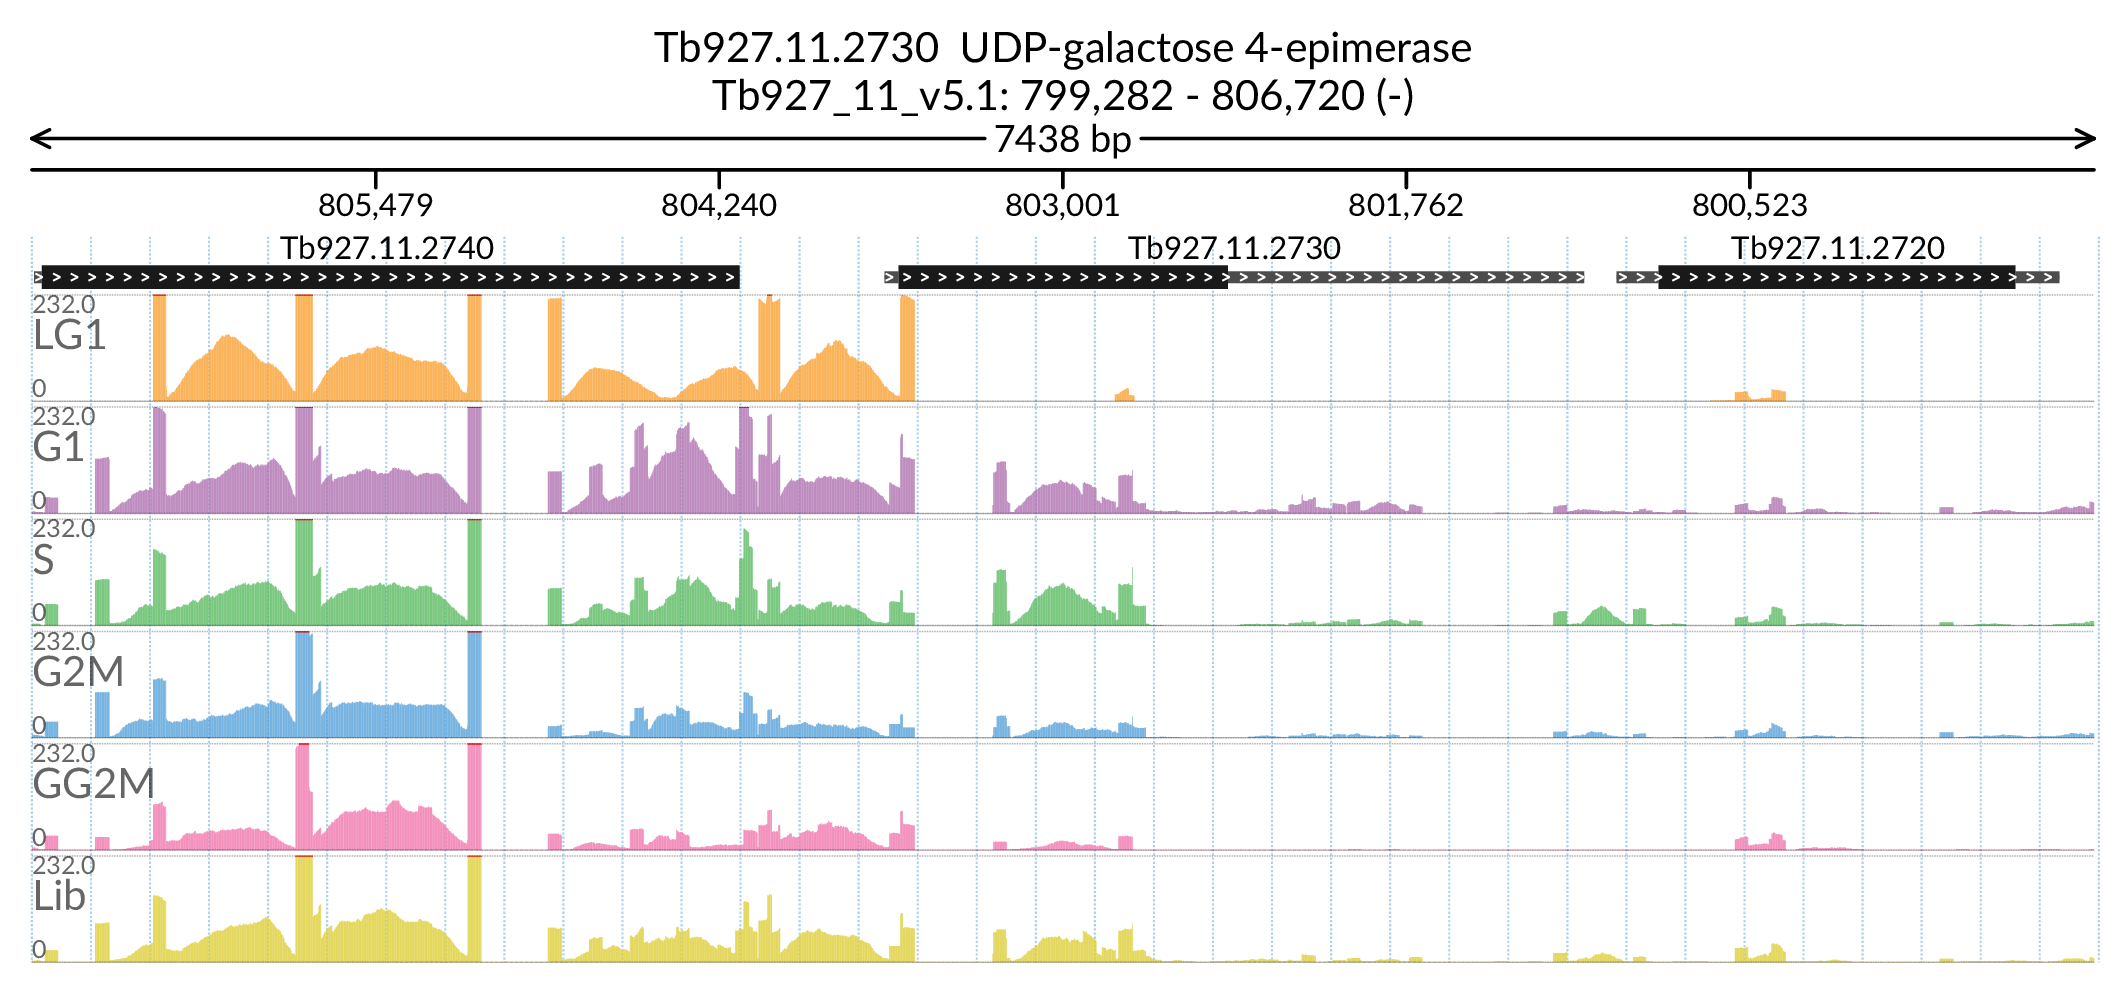 Tb927.11.2730 UDP-galactose 4-epimerase
Tb927_11_v5.1: 799,282 - 806,720 (-)
7438 bp
805,479 804,240 803,001 801,762 800,523
Tb927.11.2740 Tb927.11.2730 Tb927.11.2720
232.0
LG1
0
232.0
G1
0
232.0
S
0
232.0
G2M
0
232.0
GG2M
0
232.0
Lib
0